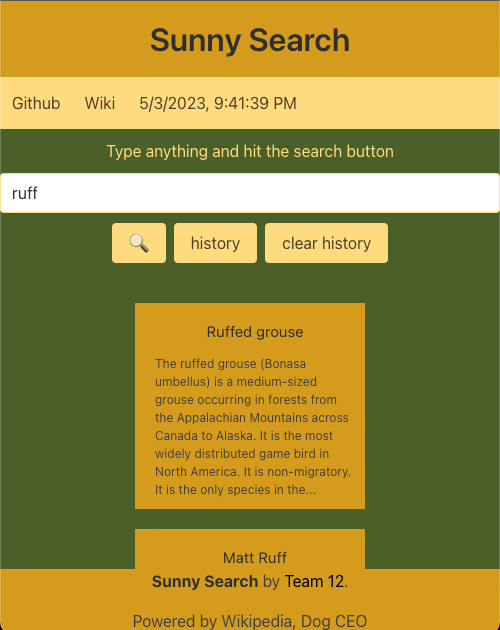 Sunny Search
Github Wiki 5/3/2023, 9:41:39 PM
Type anything and hit the search button
ruff
history clear history
Ruffed grouse
The ruffed grouse (Bonasa
umbellus) is a medium-sized
grouse occurring in forests from
the Appalachian Mountains across
Canada to Alaska. It is the most
widely distributed game bird in
North America. It is non-migratory.
It is the only species in the...
Matt Ruff
Sunny Search by Team 12.
Powered by Wikipedia, Dog CEO